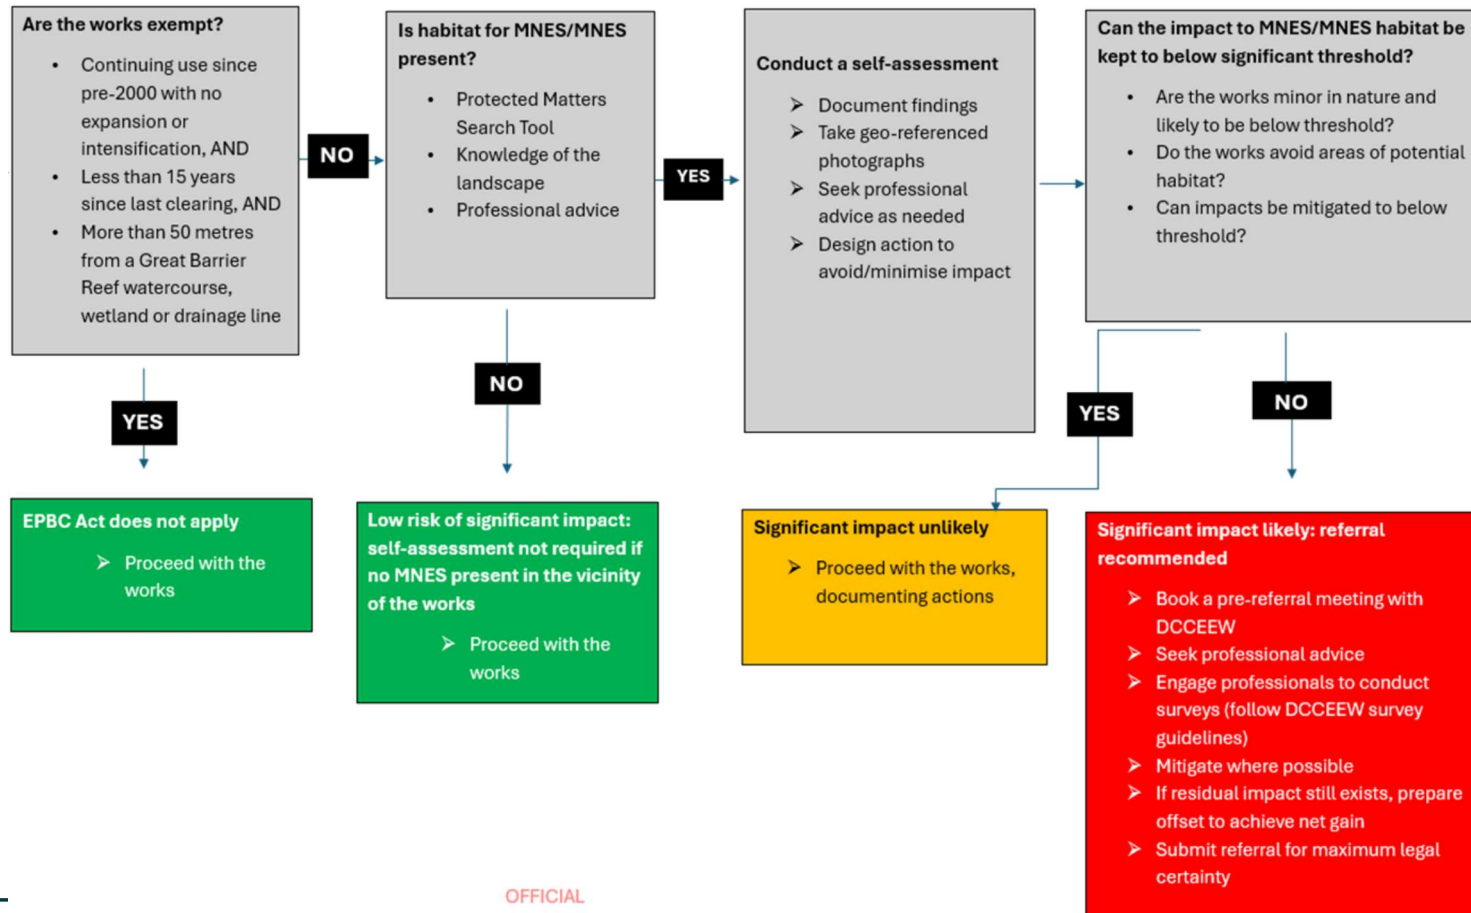 Are the works exempt?
• Continuing use since
pre-2000 with no
expansion or
intensification, AND
• Less than 15 years
since last clearing, AND
• More than 50 metres
from a Great Barrier
Reef watercourse,
wetland or drainage line
NO
Is habitat for MNES/MNES
present?
• Protected Matters
Search Tool
• Knowledge of the
landscape
• Professional advice
YES
Conduct a self-assessment
➢ Document findings
➢ Take geo-referenced
photographs
➢ Seek professional
advice as needed
➢ Design action to
avoid/minimise impact
Can the impact to MNES/MNES habitat be
kept to below significant threshold?
• Are the works minor in nature and
likely to be below threshold?
• Do the works avoid areas of potential
habitat?
• Can impacts be mitigated to below
threshold?
YES
NO
YES
NO
EPBC Act does not apply
➢ Proceed with the
works
Low risk of significant impact:
self-assessment not required if
no MNES present in the vicinity
of the works
➢ Proceed with the
works
Significant impact unlikely
➢ Proceed with the works,
documenting actions
Significant impact likely: referral
recommended
➢ Book a pre-referral meeting with
DCCEEW
➢ Seek professional advice
➢ Engage professionals to conduct
surveys (follow DCCEEW survey
guidelines)
➢ Mitigate where possible
➢ If residual impact still exists, prepare
offset to achieve net gain
➢ Submit referral for maximum legal
certainty
OFFICIAL